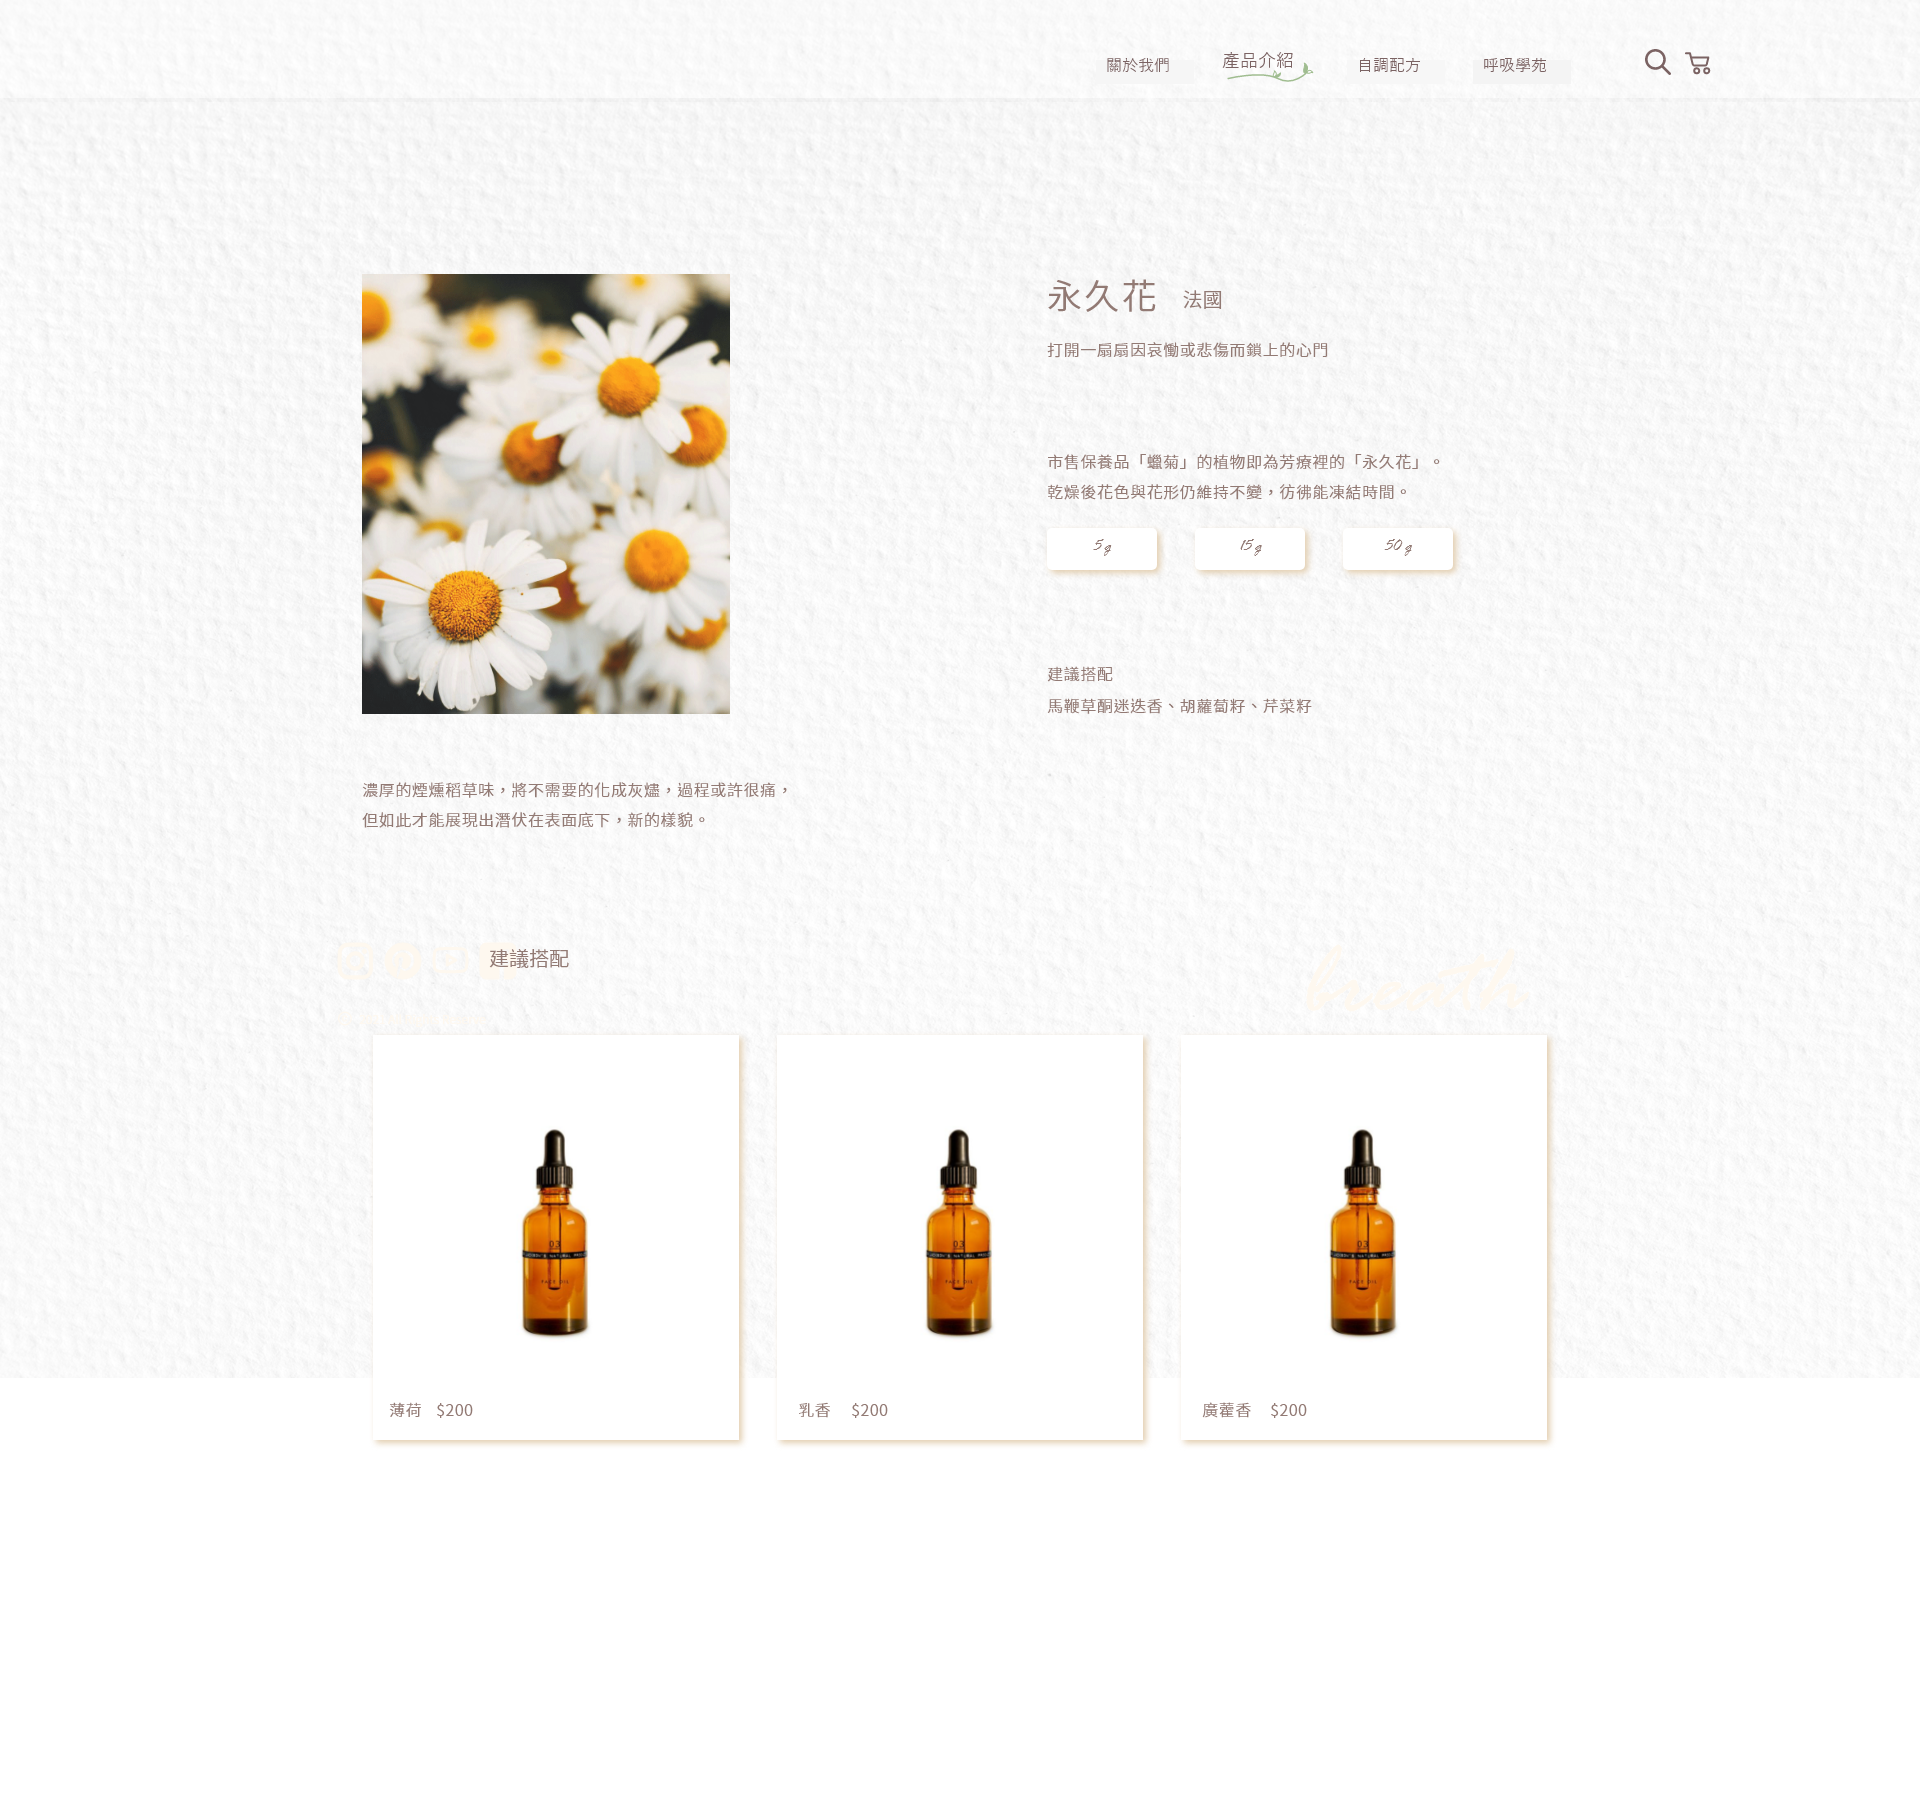 關於我們
產品介紹
自調配方
呼吸學苑
永久花 法國
打開一扇扇因哀慟或悲傷而鎖上的心門
市售保養品「蠟菊」的植物即為芳療裡的「永久花」。
乾燥後花色與花形仍維持不變，彷彿能凍結時間。
5g
15g
50g
建議搭配
馬鞭草酮迷迭香、胡蘿蔔籽、芹菜籽
濃厚的煙燻稻草味，將不需要的化成灰燼，過程或許很痛，
但如此才能展現出潛伏在表面底下，新的樣貌。
建議搭配
breath
03
03
03
薄荷 $200
乳香 $200
廣藿香 $200